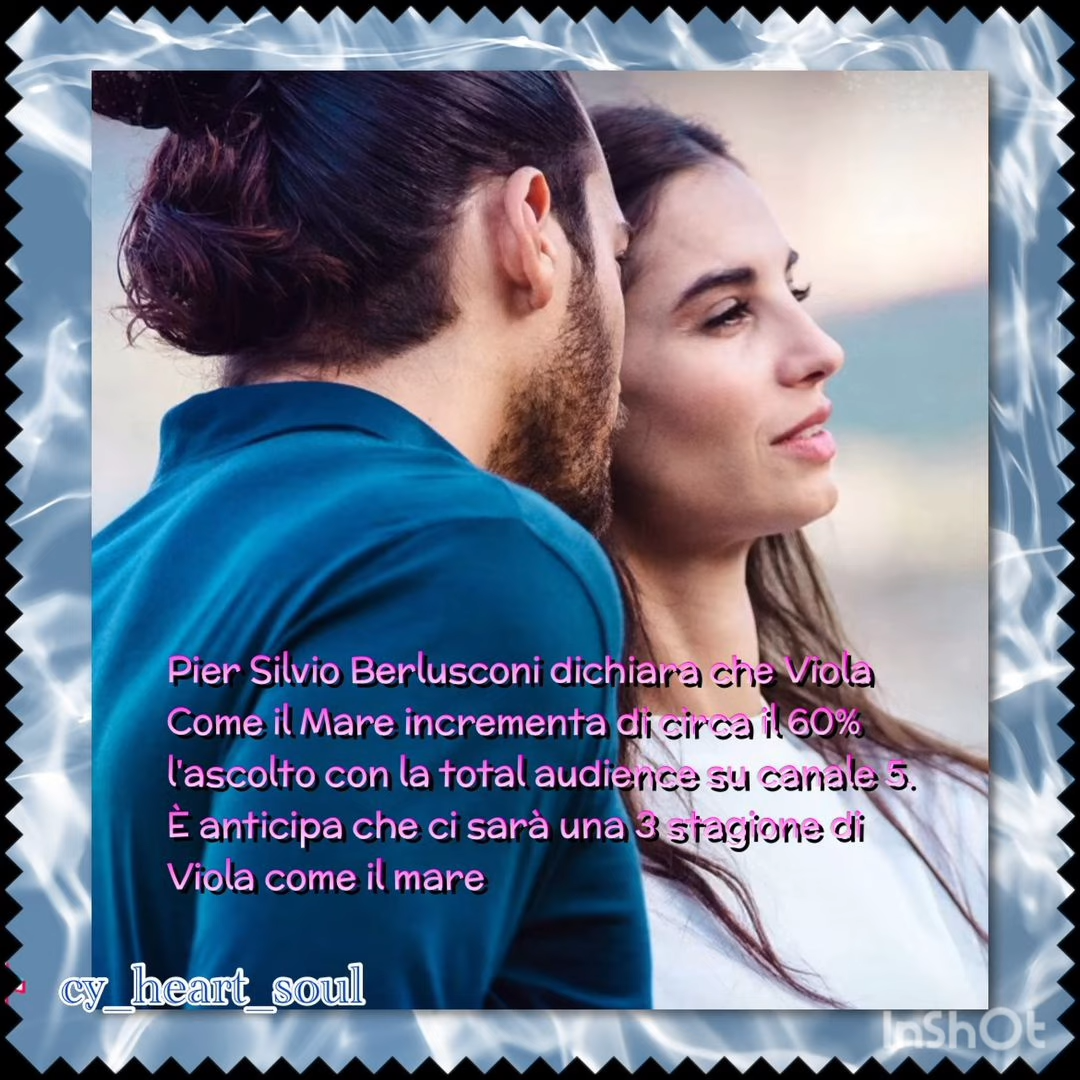 Pier Silvio Berlusconi dichiara che Viola
Come il Mare incrementa di circa il 60%
l'ascolto con la total audience su canale 5.
È anticipa che ci sarà una 3 stagione di
Viola come il mare
cy_heart_soul
InShOt